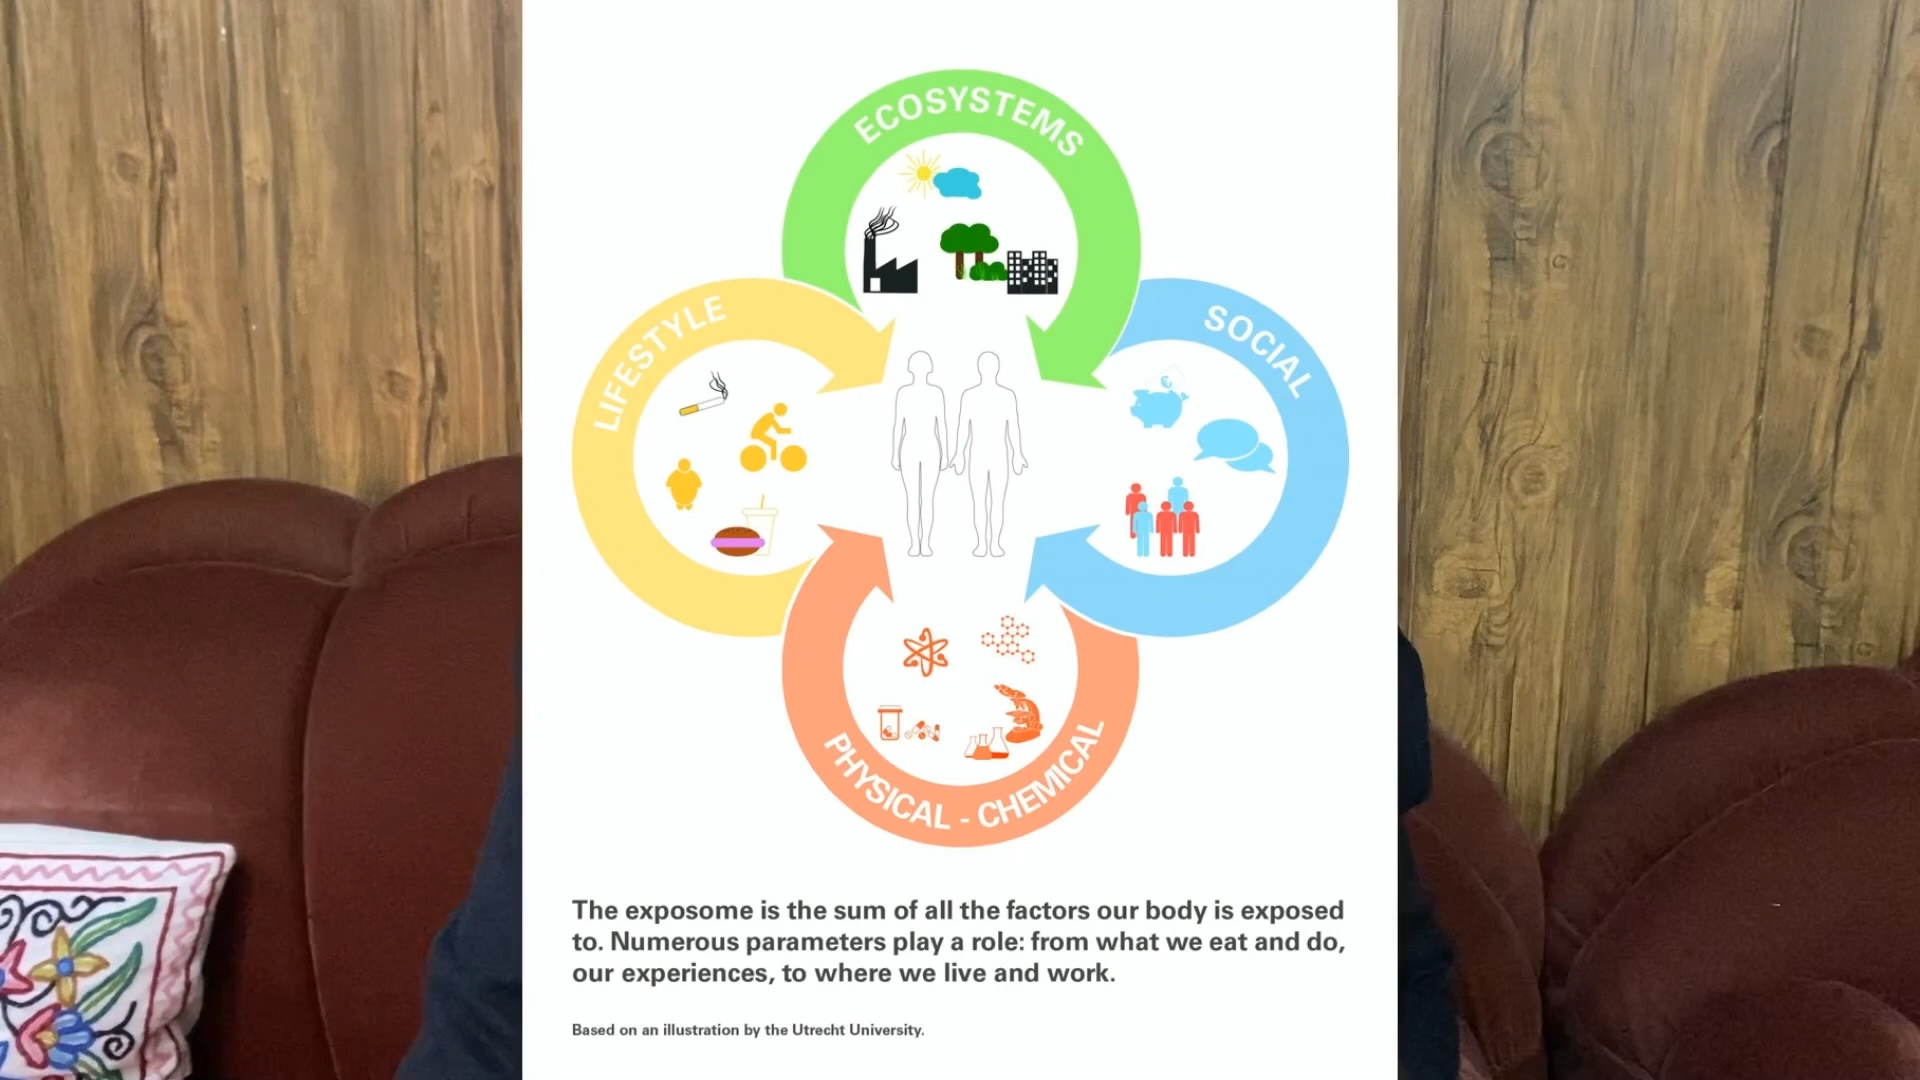 ECOSYSTEMS
LIFESTYLE
SOCIAL
PHYSICAL - CHEMICAL
The exposome is the sum of all the factors our body is exposed
to. Numerous parameters play a role: from what we eat and do,
our experiences, to where we live and work.
Based on an illustration by the Utrecht University.